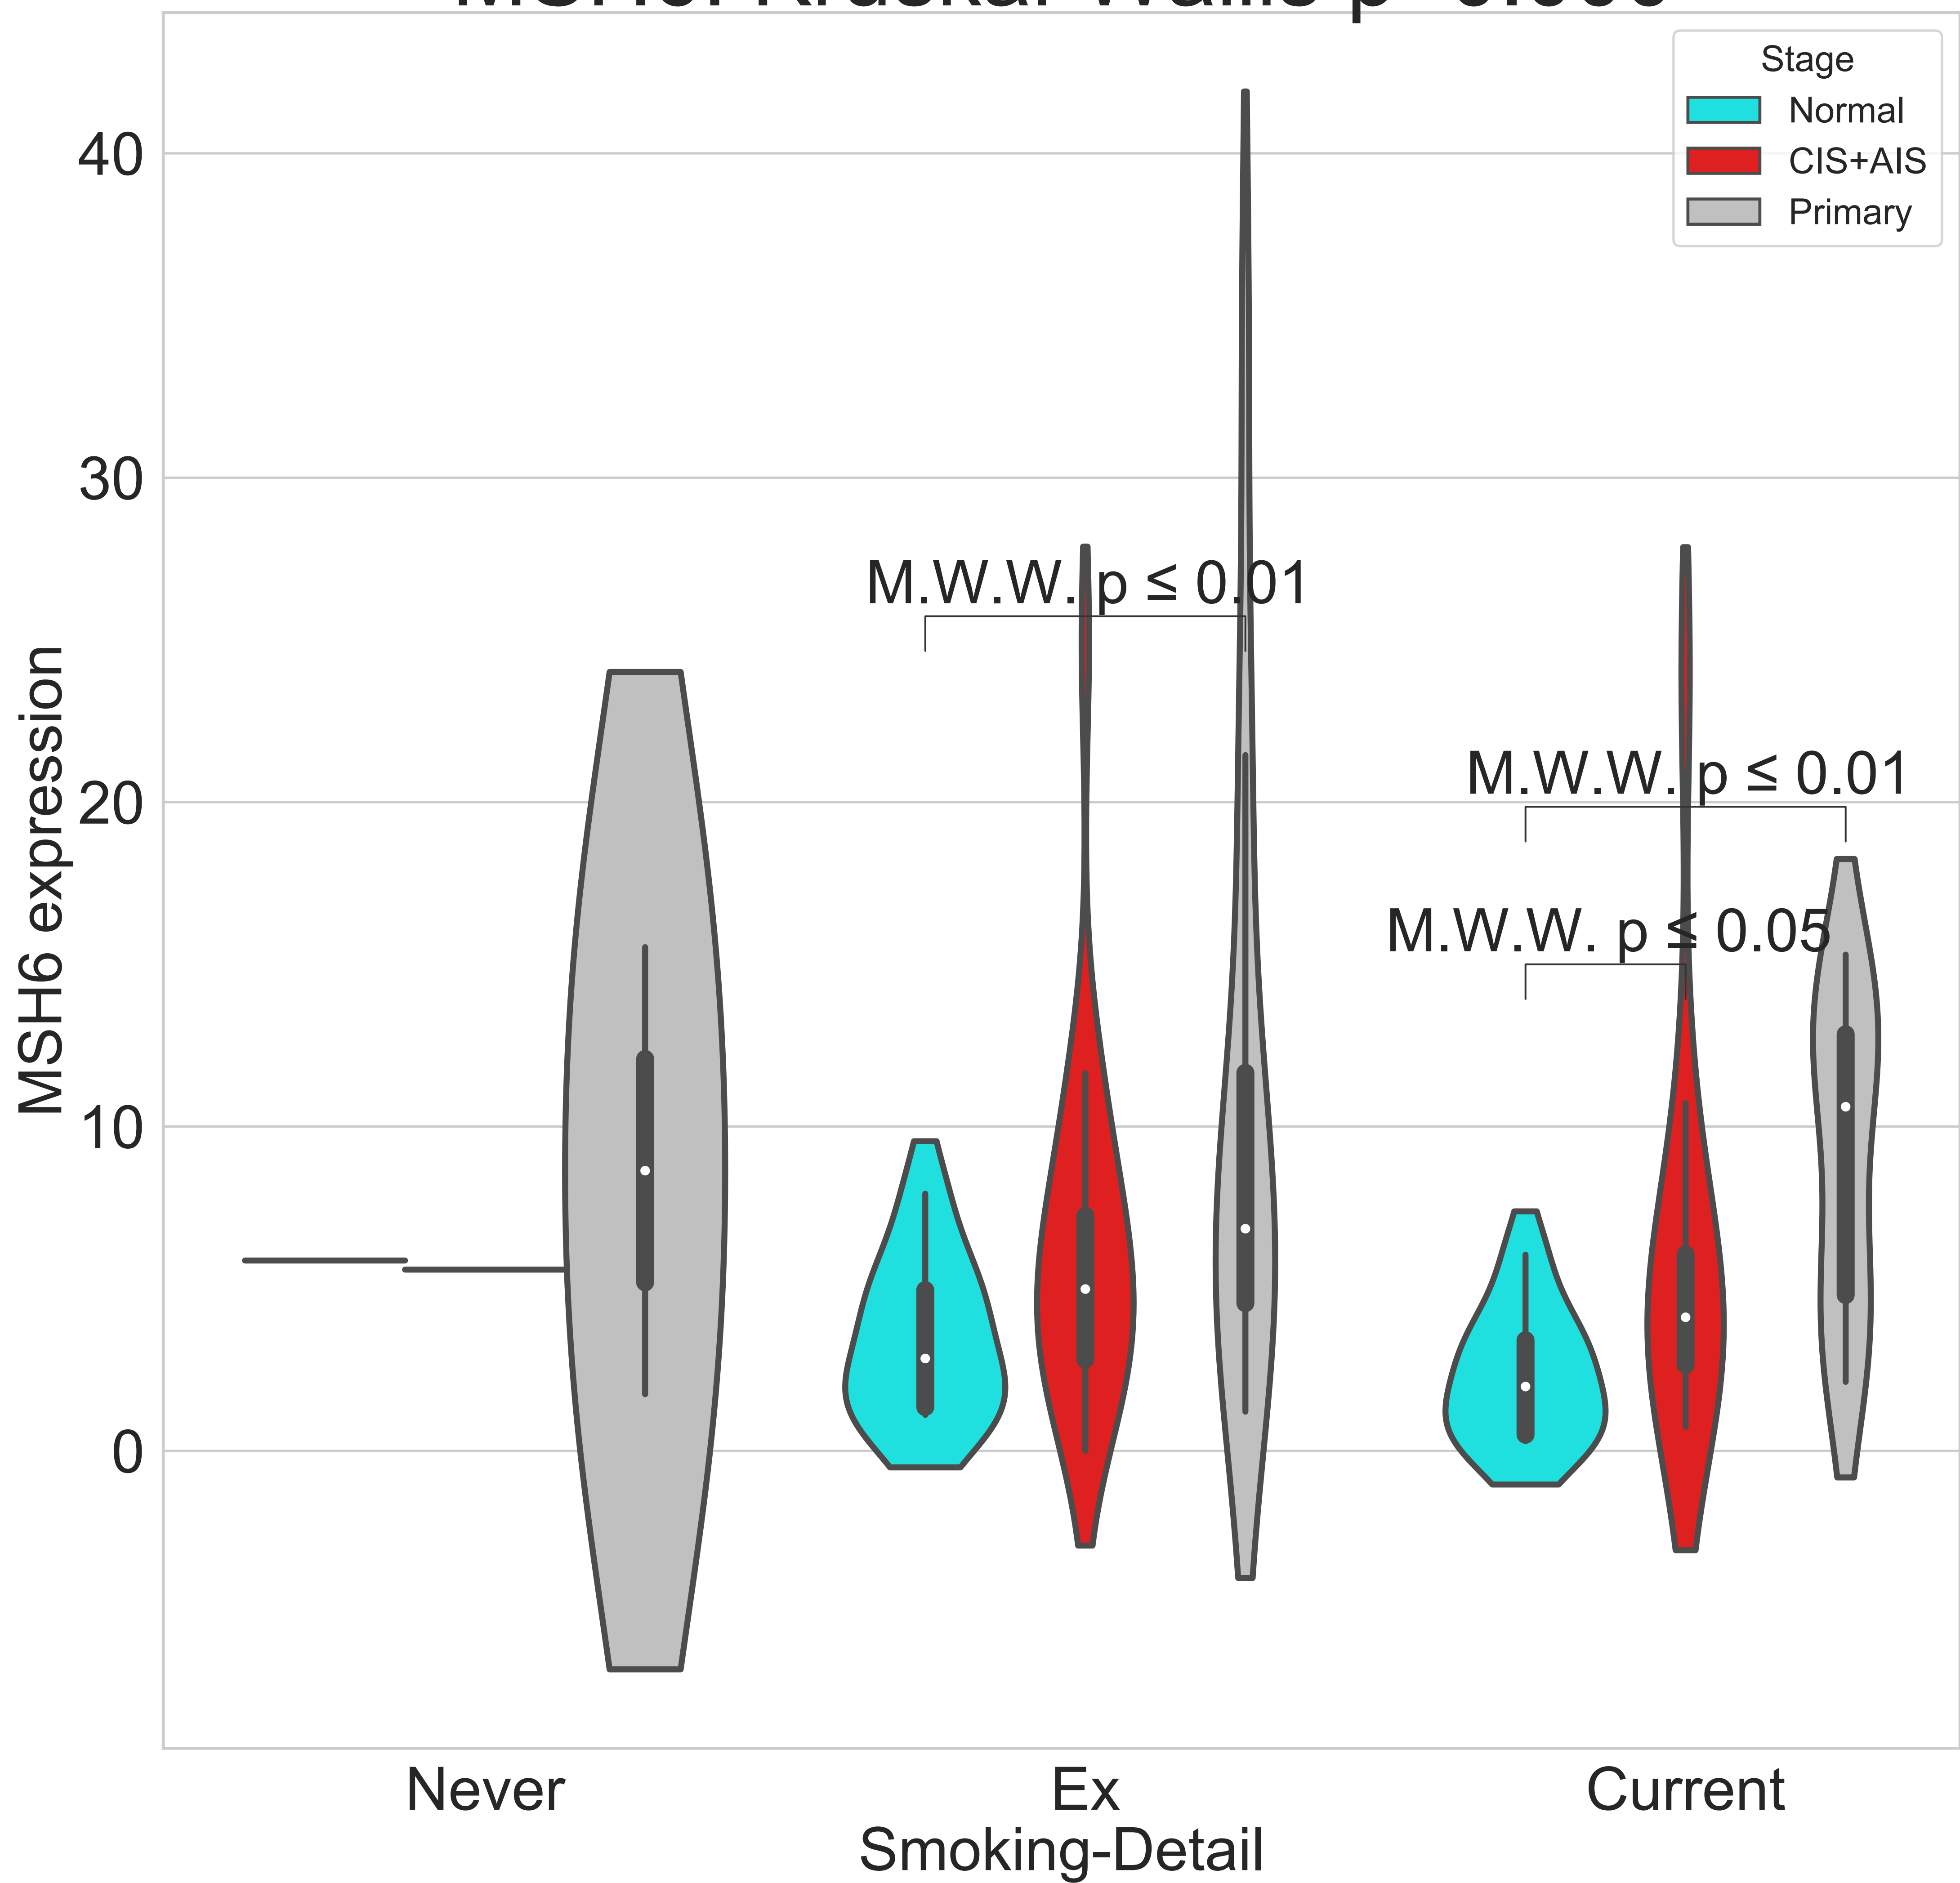 Stage
Normal
CIS+AIS
Primary
40
30
20
10
0
MSH6 expression
M.W.W. p ≤ 0.01
M.W.W. p ≤ 0.01
M.W.W. p ≤ 0.05
Never
Ex
Current
Smoking-Detail